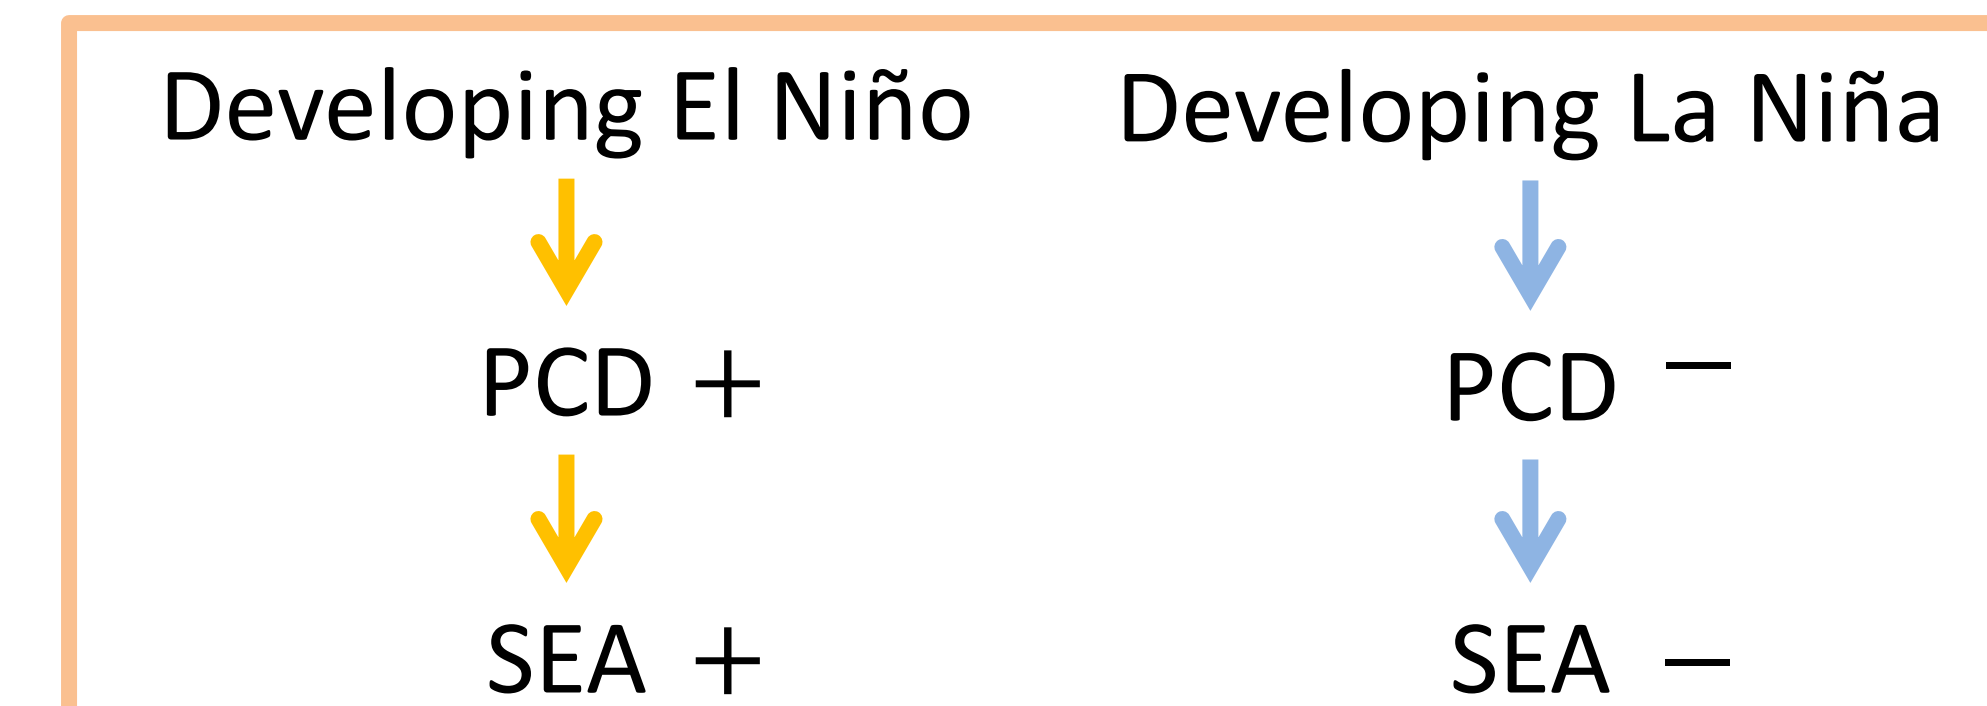 Developing El Niño Developing La Niña
PCD + PCD −
SEA + SEA −